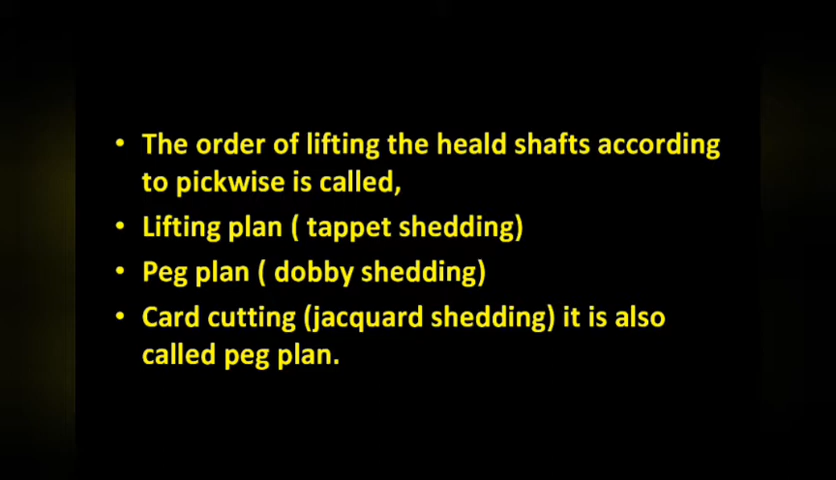 • The order of lifting the heald shafts according
to pickwise is called,
• Lifting plan ( tappet shedding)
• Peg plan ( dobby shedding)
• Card cutting (jacquard shedding) it is also
called peg plan.